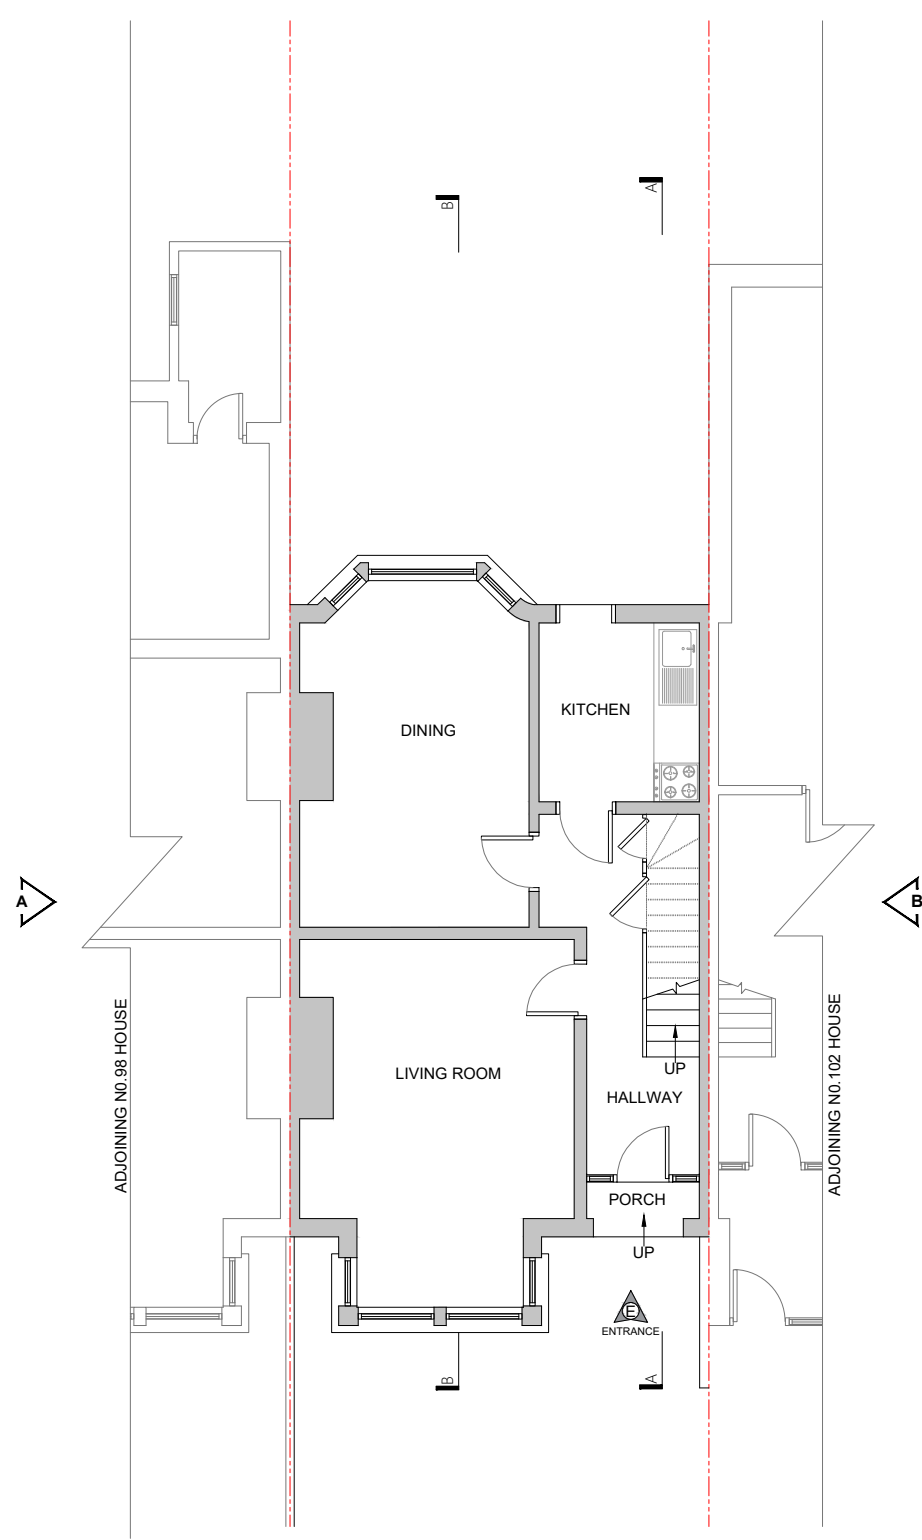 A
B
KITCHEN
DINING
A
B
ADJOINING N0.98 HOUSE
ADJOINING N0.102 HOUSE
UP
LIVING ROOM
HALLWAY
PORCH
UP
E
ENTRANCE
B
A